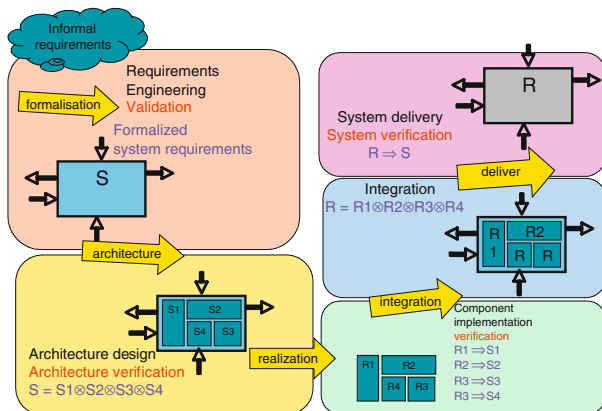 Informal
requirements
formalisation
Requirements
Engineering
Validation
Formalized
system requirements
S
architecture
S1
S2
S4
S3
Architecture design
Architecture verification
S = S1⊗S2⊗S3⊗S4
realization
R1
R2
R4
R3
Component
implementation
verification
R1⇒S1
R2⇒S2
R3⇒S3
R3⇒S4
integration
Integration
R = R1⊗R2⊗R3⊗R4
R
1
R2
R
R
deliver
System delivery
System verification
R ⇒ S
R